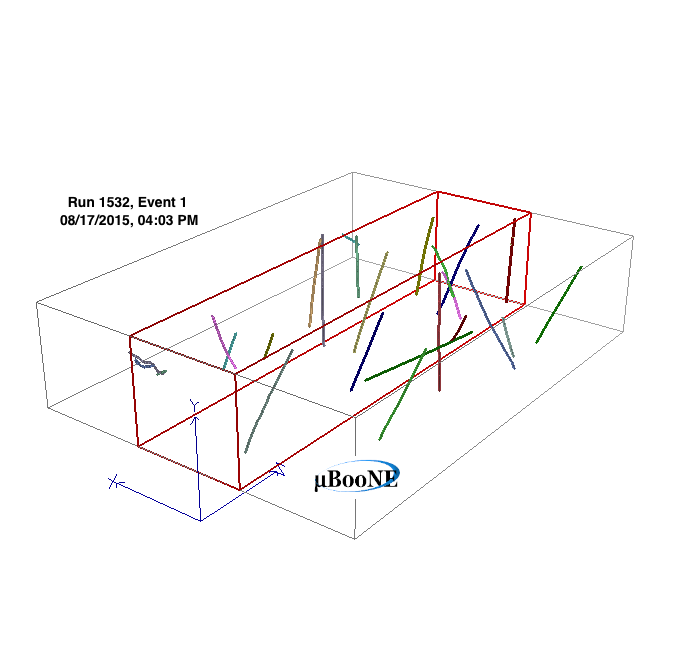 Run 1532, Event 1
08/17/2015, 04:03 PM
Y
X
Z
μBooNE